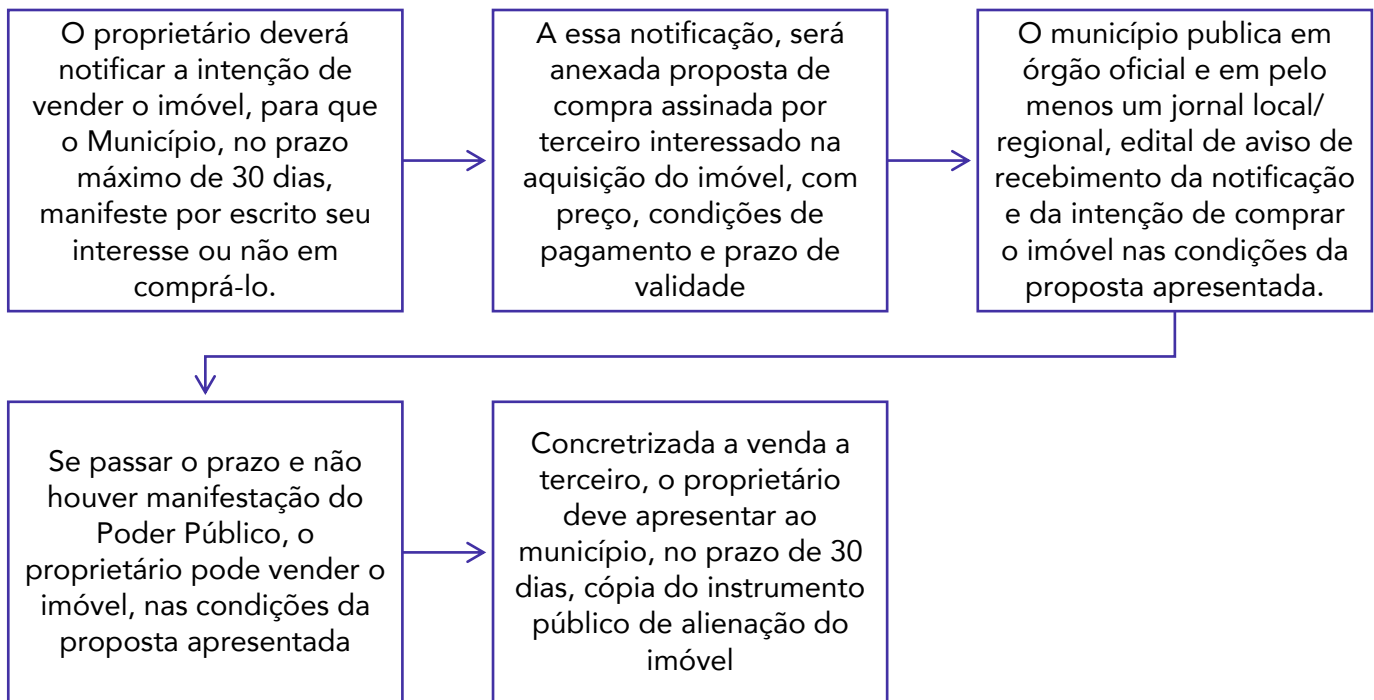 O proprietário deverá
notificar a intenção de
vender o imóvel, para que
o Município, no prazo
máximo de 30 dias,
manifeste por escrito seu
interesse ou não em
comprá-lo.
A essa notificação, será
anexada proposta de
compra assinada por
terceiro interessado na
aquisição do imóvel, com
preço, condições de
pagamento e prazo de
validade
O município publica em
órgão oficial e em pelo
menos um jornal local/
regional, edital de aviso de
recebimento da notificação
e da intenção de comprar
o imóvel nas condições da
proposta apresentada.
Se passar o prazo e não
houver manifestação do
Poder Público, o
proprietário pode vender o
imóvel, nas condições da
proposta apresentada
Concretrizada a venda a
terceiro, o proprietário
deve apresentar ao
município, no prazo de 30
dias, cópia do instrumento
público de alienação do
imóvel